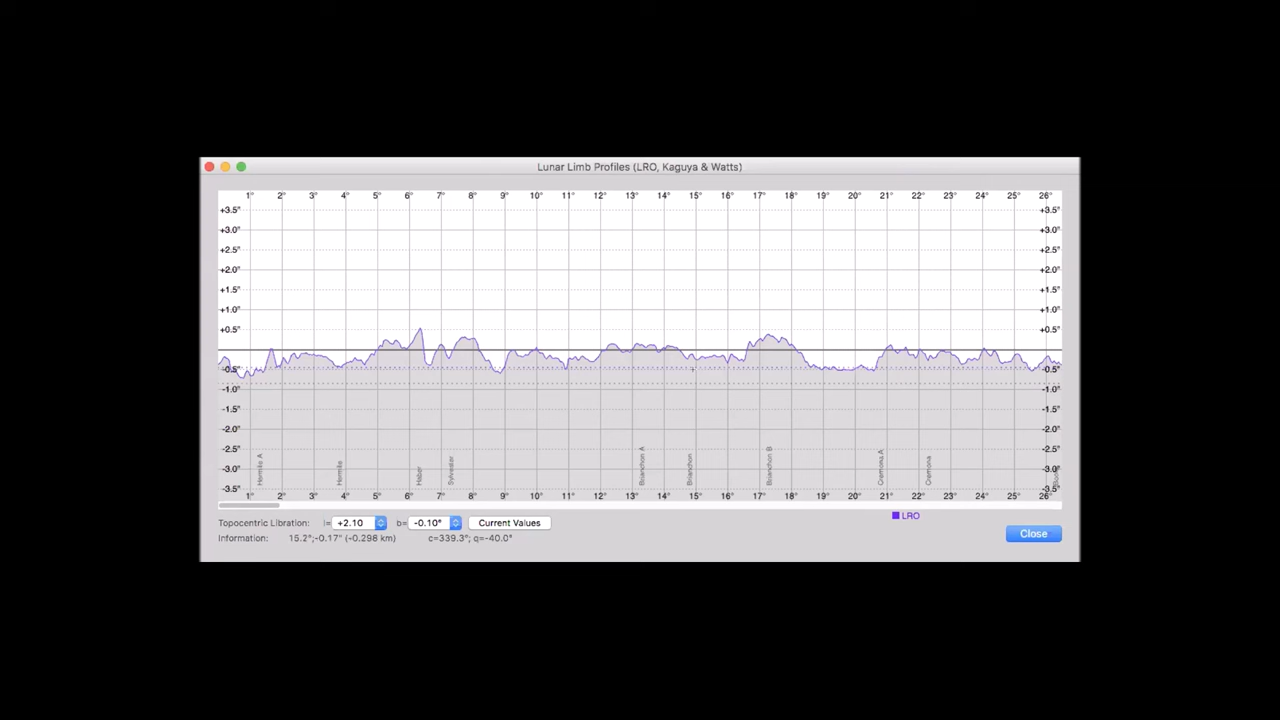 Lunar Limb Profiles (LRO, Kaguya & Watts)
1° 2° 3° 4° 5° 6° 7° 8° 9° 10° 11° 12° 13° 14° 15° 16° 17° 18° 19° 20° 21° 22° 23° 24° 25° 26°
+3.5" +3.5"
+3.0" +3.0"
+2.5" +2.5"
+2.0" +2.0"
+1.5" +1.5"
+1.0" +1.0"
+0.5" +0.5"
-0.5" -0.5"
-1.0" -1.0"
-1.5" -1.5"
-2.0" -2.0"
-2.5" -2.5"
-3.0" -3.0"
-3.5" -3.5"
Hermite A
Hermite
Haber
Sylvester
Brianchon A
Brianchon
Brianchon B
Cremona A
Cremona
1° 2° 3° 4° 5° 6° 7° 8° 9° 10° 11° 12° 13° 14° 15° 16° 17° 18° 19° 20° 21° 22° 23° 24° 25° 26°
LRO
Topocentric Libration: l= +2.10 b= -0.10° Current Values
Information: 15.2°;-0.17" (-0.298 km) c=339.3°; q=-40.0°
Close